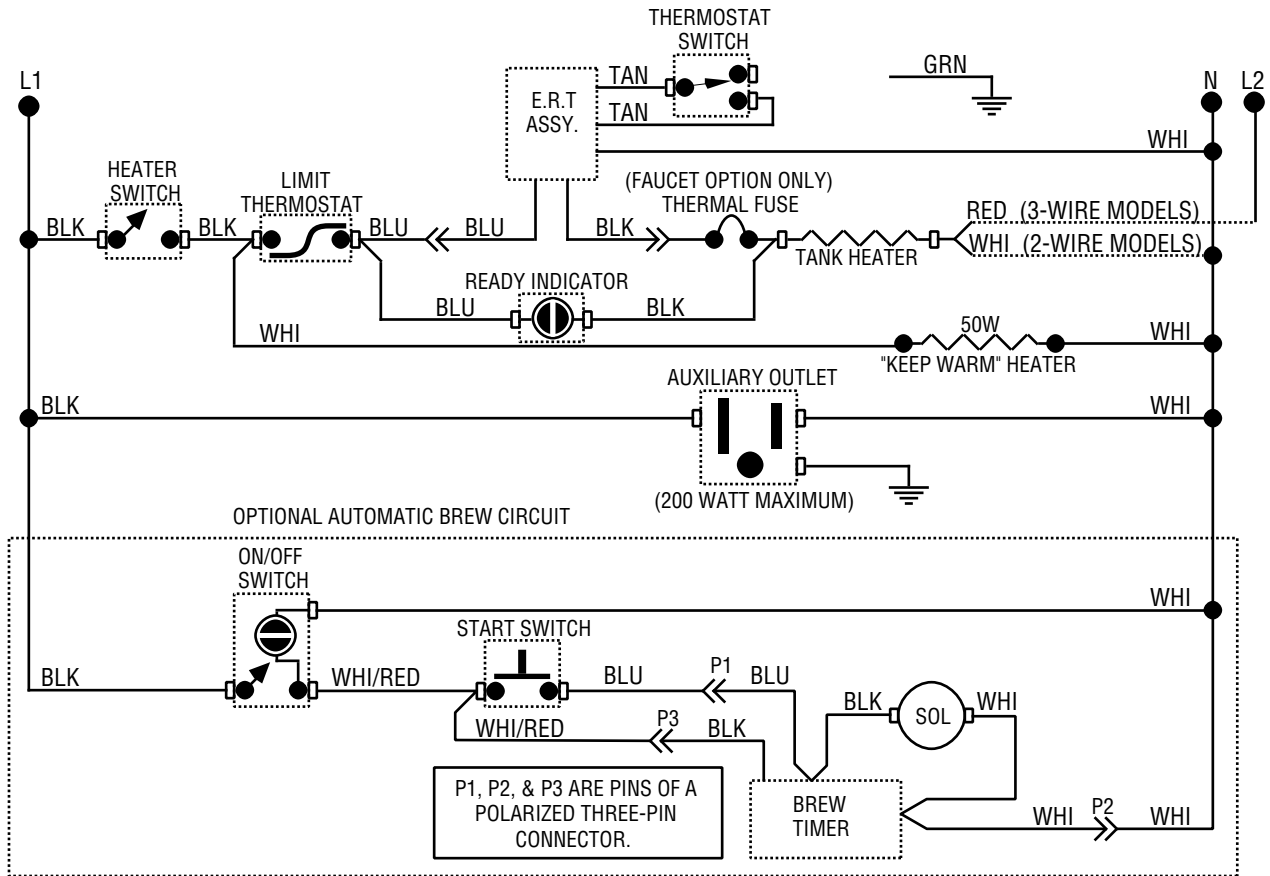 THERMOSTAT
SWITCH
L1
E.R.T
ASSY.
TAN
TAN
GRN
N
L2
WHI
HEATER
SWITCH
LIMIT
THERMOSTAT
(FAUCET OPTION ONLY)
THERMAL FUSE
BLK
BLK
BLU
BLU
BLK
TANK HEATER
RED (3-WIRE MODELS)
WHI (2-WIRE MODELS)
READY INDICATOR
BLU
BLK
WHI
50W
"KEEP WARM" HEATER
WHI
AUXILIARY OUTLET
BLK
WHI
(200 WATT MAXIMUM)
OPTIONAL AUTOMATIC BREW CIRCUIT
ON/OFF
SWITCH
WHI
START SWITCH
BLK
WHI/RED
BLU
P1
BLU
BLK
SOL
WHI
WHI/RED
P3
BLK
P1, P2, & P3 ARE PINS OF A
POLARIZED THREE-PIN
CONNECTOR.
BREW
TIMER
WHI
P2
WHI